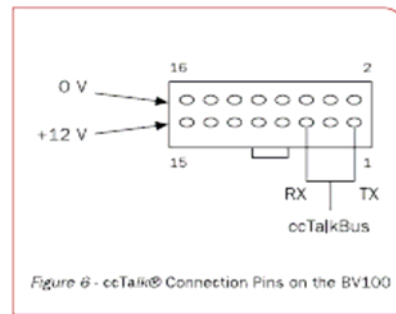 16 2
0 V
+12 V
15 1
RX TX
ccTalkBus
Figure 6 - ccTalk® Connection Pins on the BV100